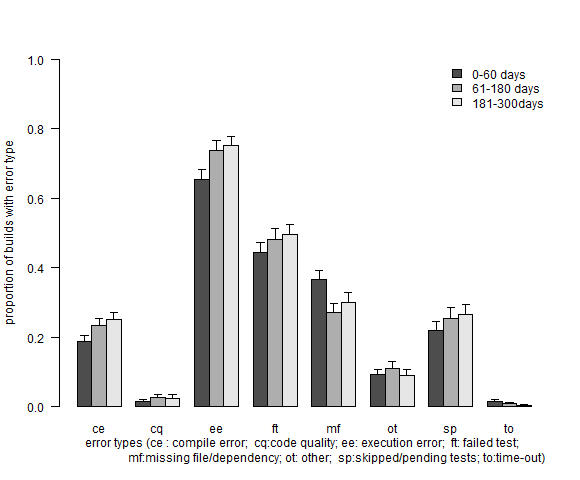 1.0
0.8
0.6
0.4
0.2
0.0
proportion of builds with error type
0-60 days
61-180 days
181-300days
ce cq ee ft mf ot sp to
error types (ce : compile error; cq:code quality; ee: execution error; ft: failed test;
mf:missing file/dependency; ot: other; sp:skipped/pending tests; to:time-out)